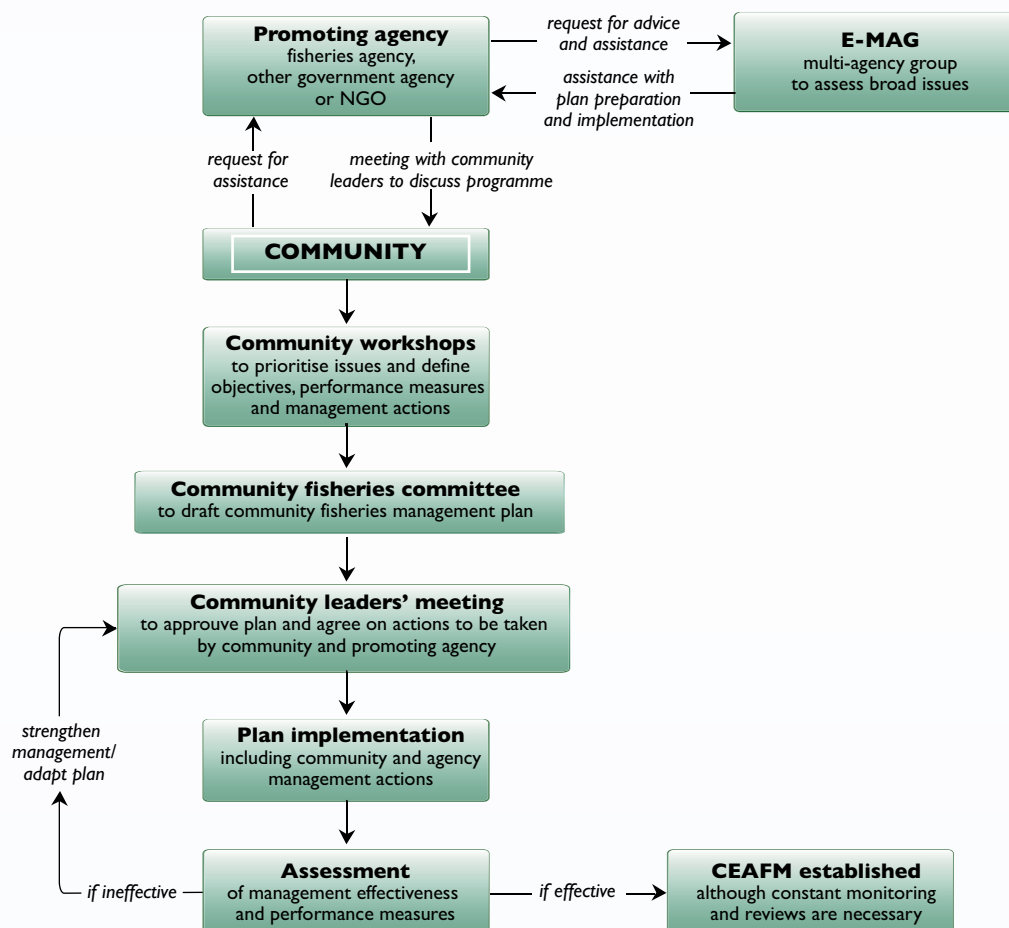 Promoting agency
fisheries agency,
other government agency
or NGO
request for advice
and assistance
E-MAG
multi-agency group
to assess broad issues
assistance with
plan preparation
and implementation
request for
assistance
meeting with community
leaders to discuss programme
COMMUNITY
Community workshops
to prioritise issues and define
objectives, performance measures
and management actions
Community fisheries committee
to draft community fisheries management plan
Community leaders’ meeting
to approuve plan and agree on actions to be taken
by community and promoting agency
Plan implementation
including community and agency
management actions
strengthen
management/
adapt plan
if ineffective
Assessment
of management effectiveness
and performance measures
if effective
CEAFM established
although constant monitoring
and reviews are necessary